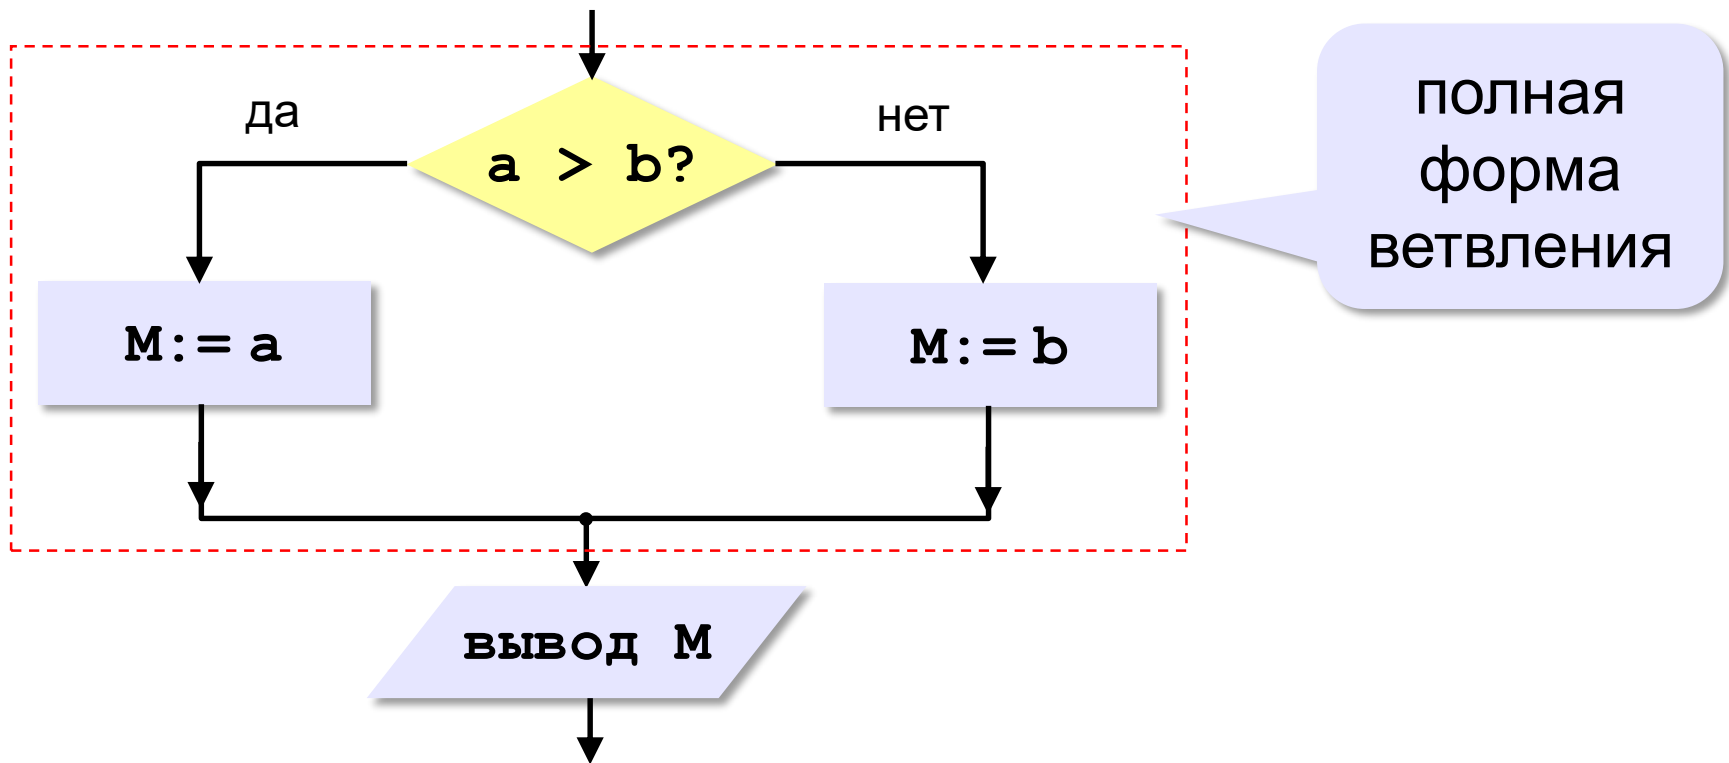 да
нет
a > b?
M:= a
M:= b
вывод M
полная
форма
ветвления